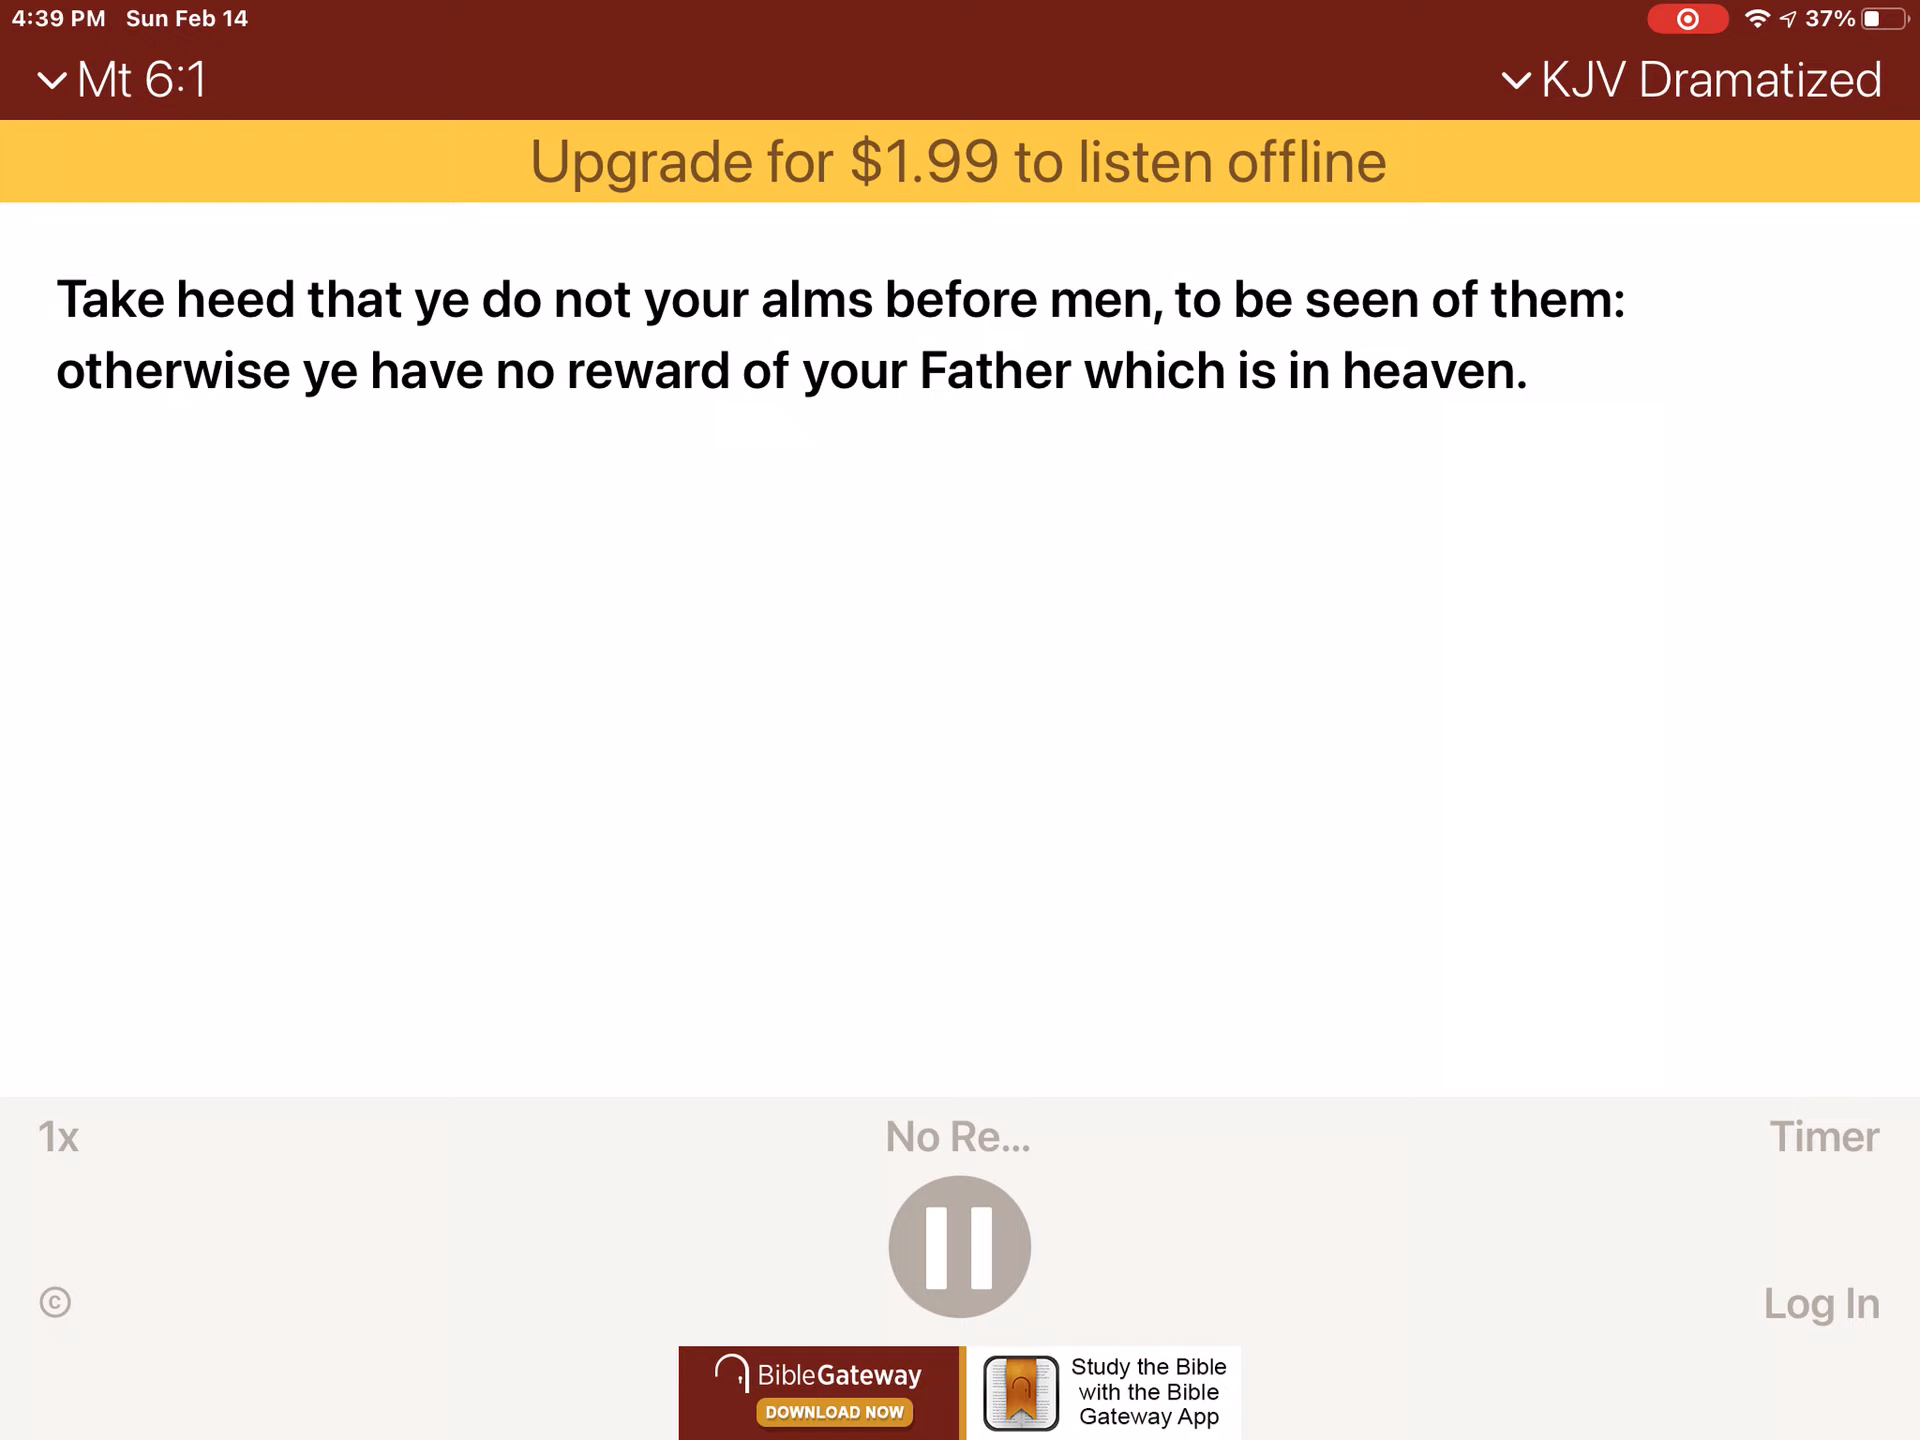 4:39 PM Sun Feb 14
37%
Mt 6:1
KJV Dramatized
Upgrade for $1.99 to listen offline
Take heed that ye do not your alms before men, to be seen of them:
otherwise ye have no reward of your Father which is in heaven.
1x
No Re...
Timer
©
Log In
BibleGateway
DOWNLOAD NOW
Study the Bible
with the Bible
Gateway App